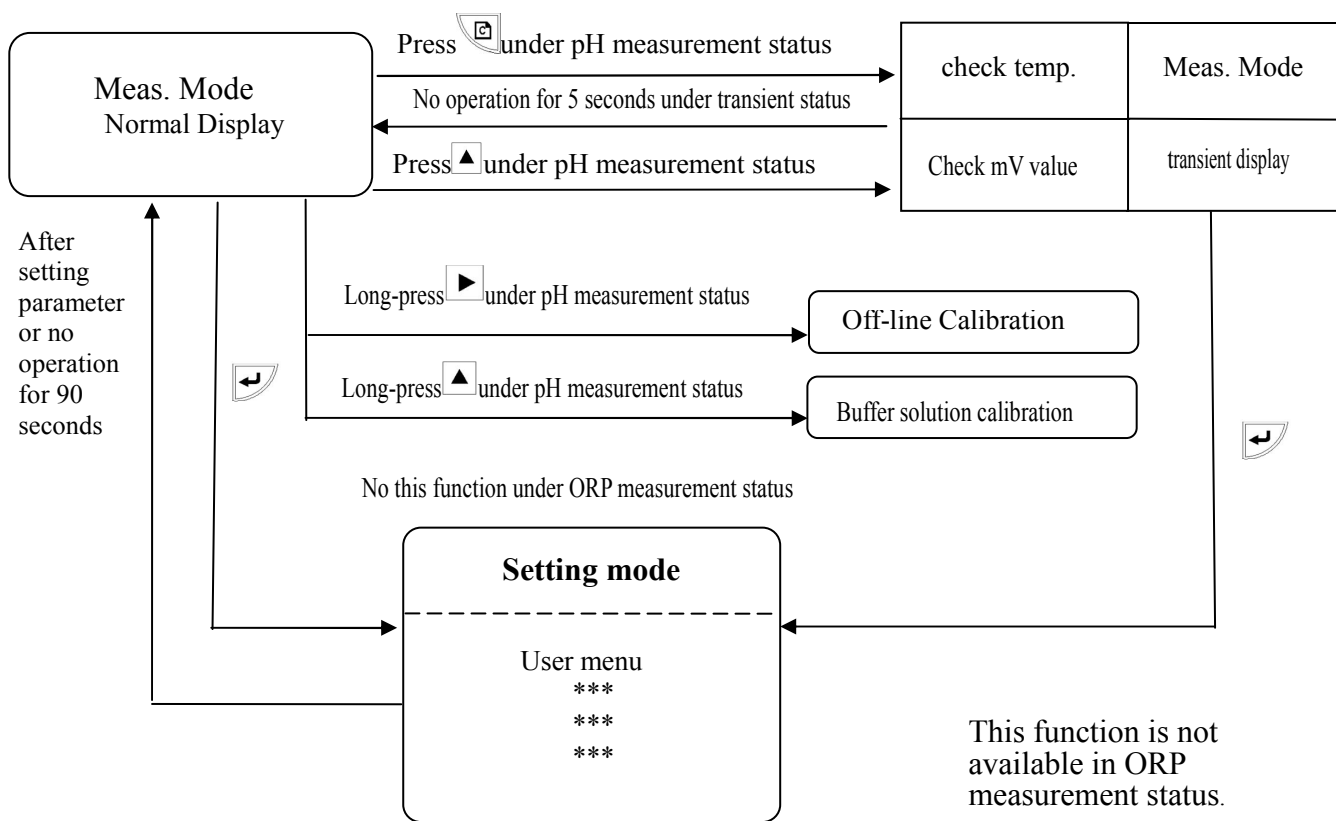 Press under pH measurement status
Meas. Mode
Normal Display
No operation for 5 seconds under transient status
Press under pH measurement status
check temp.
Meas. Mode
Check mV value
transient display
After
setting
parameter
or no
operation
for 90
seconds
Long-press under pH measurement status
Off-line Calibration
Long-press under pH measurement status
Buffer solution calibration
No this function under ORP measurement status
Setting mode
User menu
***
***
***
This function is not
available in ORP
measurement status.